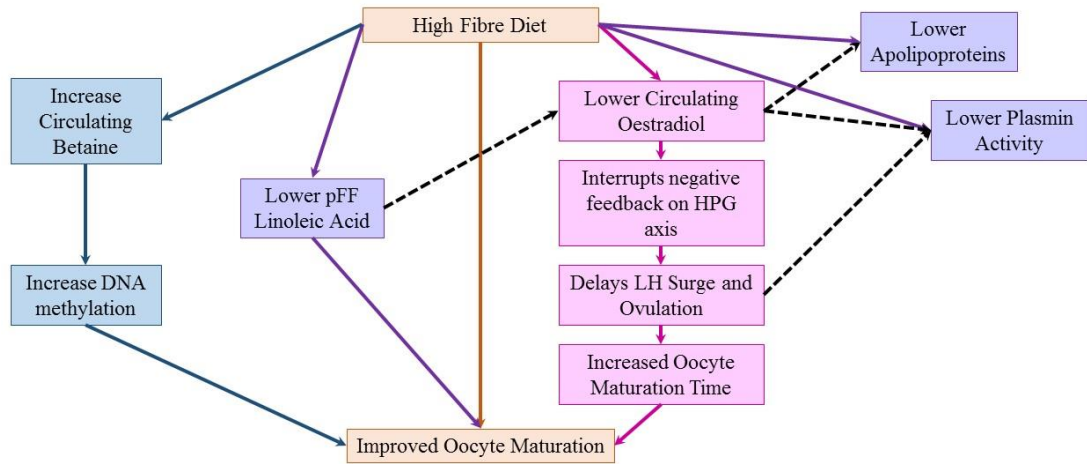 High Fibre Diet
Lower
Apolipoproteins
Increase
Circulating
Betaine
Lower Circulating
Oestradiol
Lower Plasmin
Activity
Lower pFF
Linoleic Acid
Interrupts negative
feedback on HPG
axis
Increase DNA
methylation
Delays LH Surge and
Ovulation
Increased Oocyte
Maturation Time
Improved Oocyte Maturation